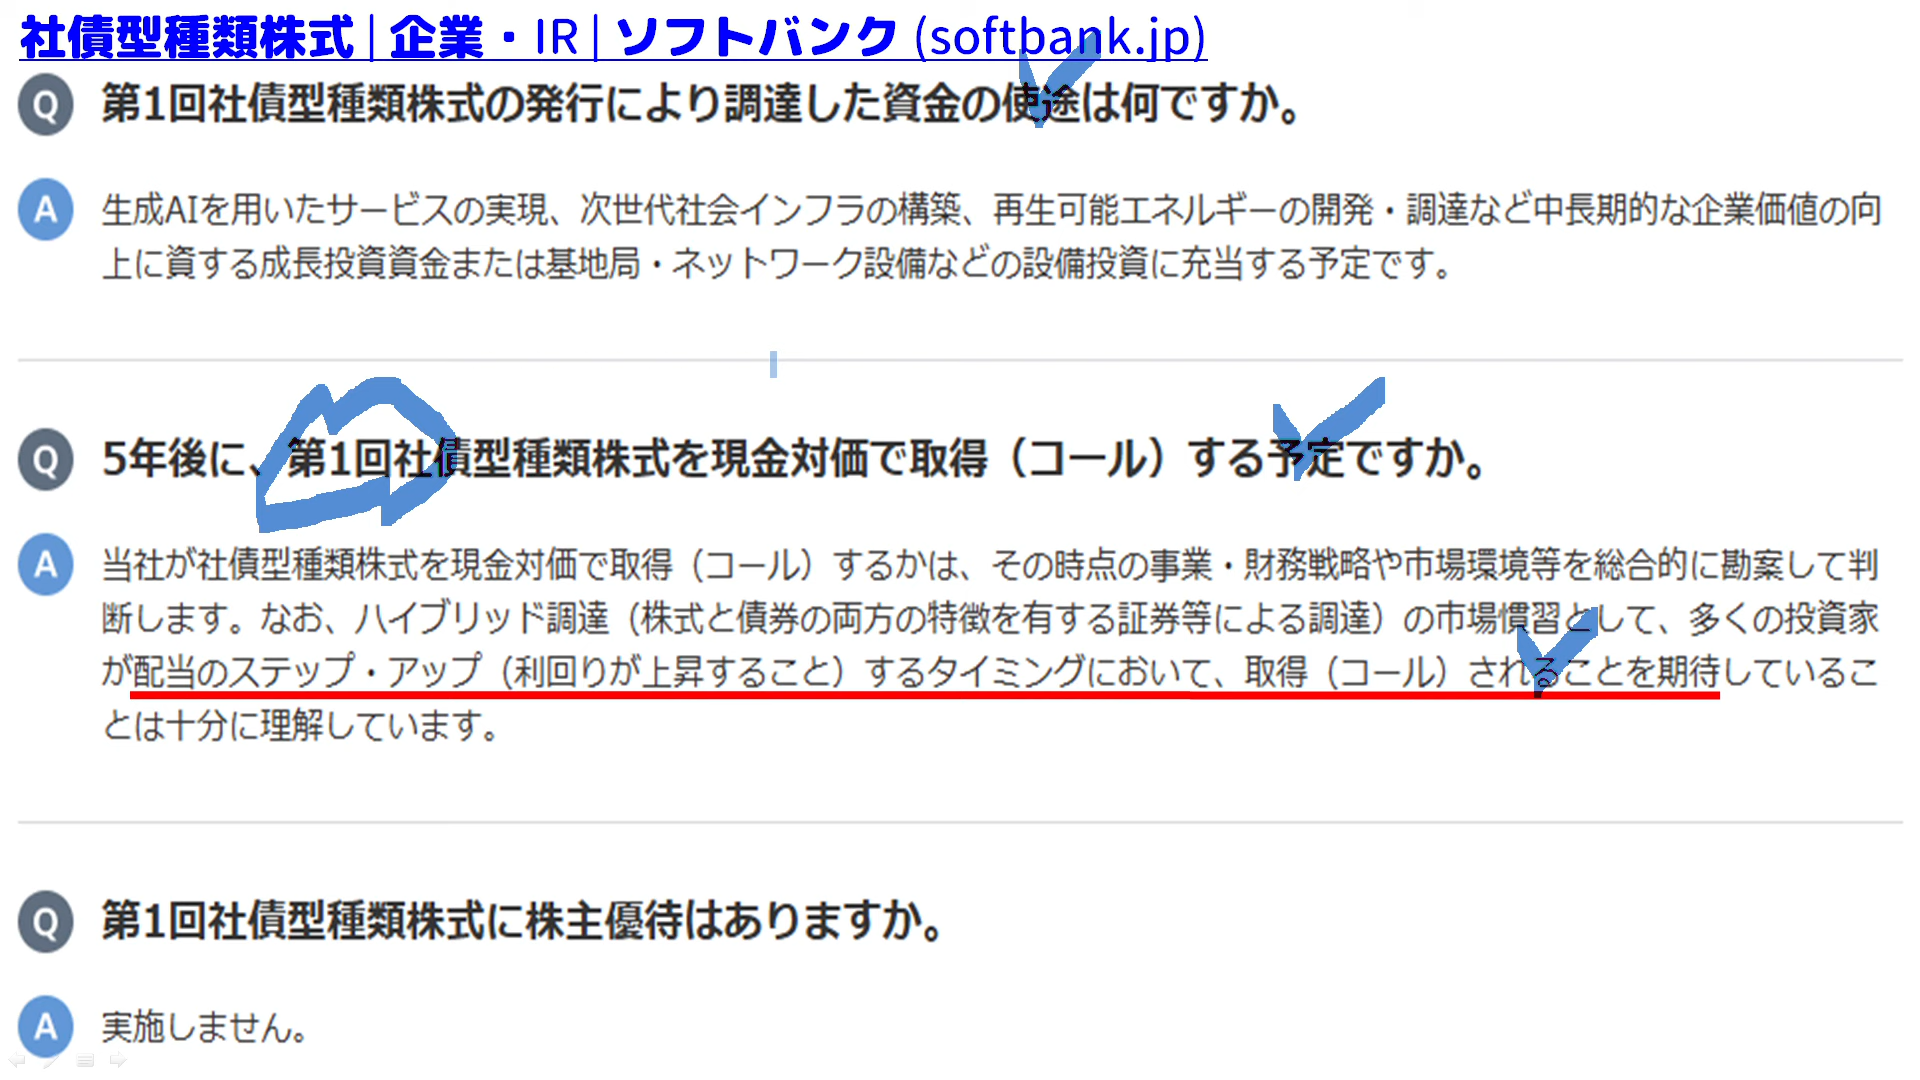 社債型種類株式 | 企業・IR | ソフトバンク (softbank.jp)
Q 第1回社債型種類株式の発行により調達した資金の使途は何ですか。
A 生成AIを用いたサービスの実現、次世代社会インフラの構築、再生可能エネルギーの開発・調達など中長期的な企業価値の向
上に資する成長投資資金または基地局・ネットワーク設備などの設備投資に充当する予定です。
Q 5年後に、第1回社債型種類株式を現金対価で取得（コール）する予定ですか。
A 当社が社債型種類株式を現金対価で取得（コール）するかは、その時点の事業・財務戦略や市場環境等を総合的に勘案して判
断します。なお、ハイブリッド調達（株式と債券の両方の特徴を有する証券等による調達）の市場慣習として、多くの投資家
が配当のステップ・アップ（利回りが上昇すること）するタイミングにおいて、取得（コール）されることを期待しているこ
とは十分に理解しています。
Q 第1回社債型種類株式に株主優待はありますか。
A 実施しません。